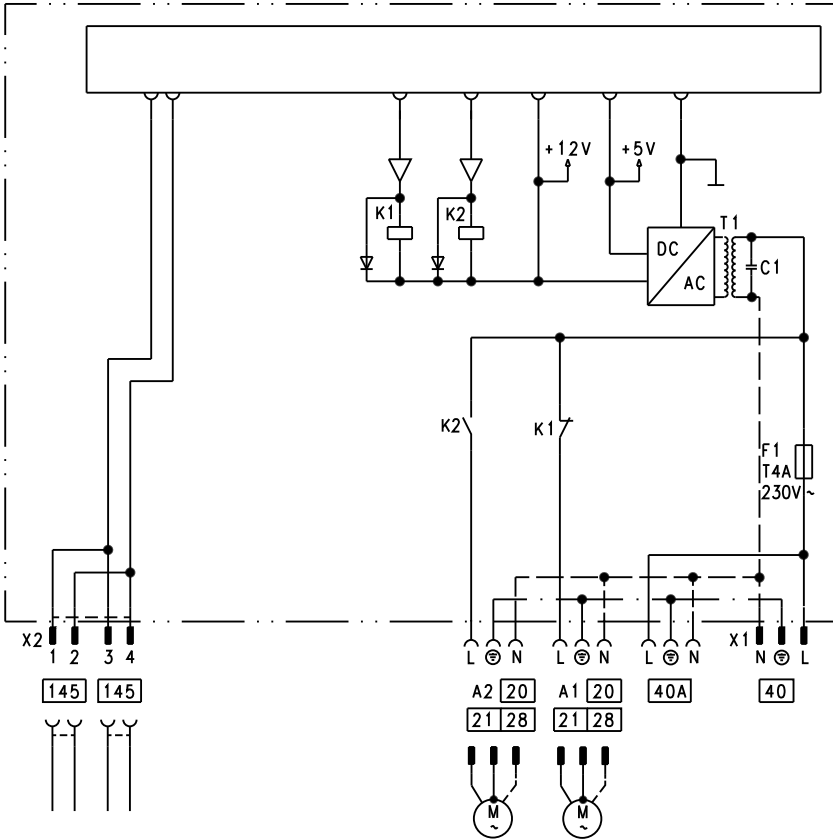 +12V +5V
K1 K2 T1
DC
AC
C1
K2 K1
F1
T4A
230V~
X2 X1
1 2 3 4 L N L N L N N L
145 145 A2 20 A1 20 40A 40
21 28 21 28
M M
~ ~